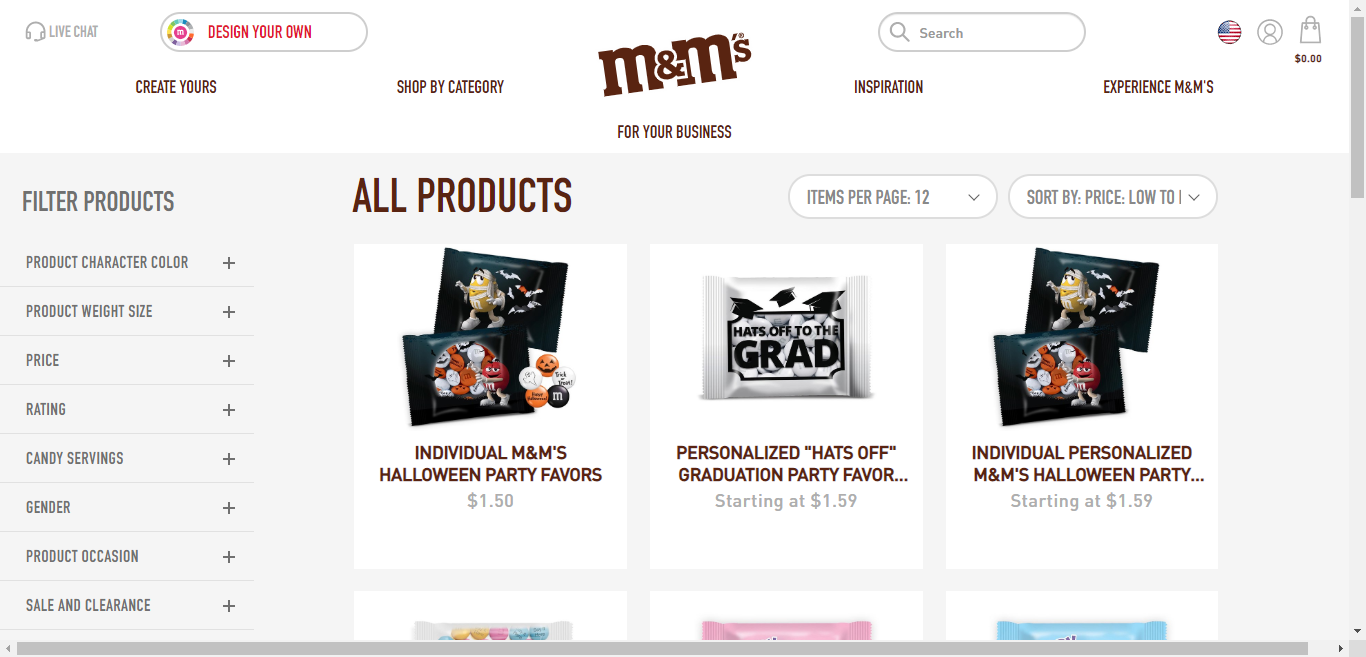 LIVE CHAT
m
DESIGN YOUR OWN
m&m's®
Search
$0.00
CREATE YOURS
SHOP BY CATEGORY
INSPIRATION
EXPERIENCE M&M'S
FOR YOUR BUSINESS
FILTER PRODUCTS
PRODUCT CHARACTER COLOR
PRODUCT WEIGHT SIZE
PRICE
RATING
CANDY SERVINGS
GENDER
PRODUCT OCCASION
SALE AND CLEARANCE
ALL PRODUCTS
ITEMS PER PAGE: 12
SORT BY: PRICE: LOW TO
Trick
or
Treat!
m
INDIVIDUAL M&M'S
HALLOWEEN PARTY FAVORS
$1.50
HATS OFF TO THE
GRAD
PERSONALIZED "HATS OFF"
GRADUATION PARTY FAVOR...
Starting at $1.59
INDIVIDUAL PERSONALIZED
M&M'S HALLOWEEN PARTY...
Starting at $1.59